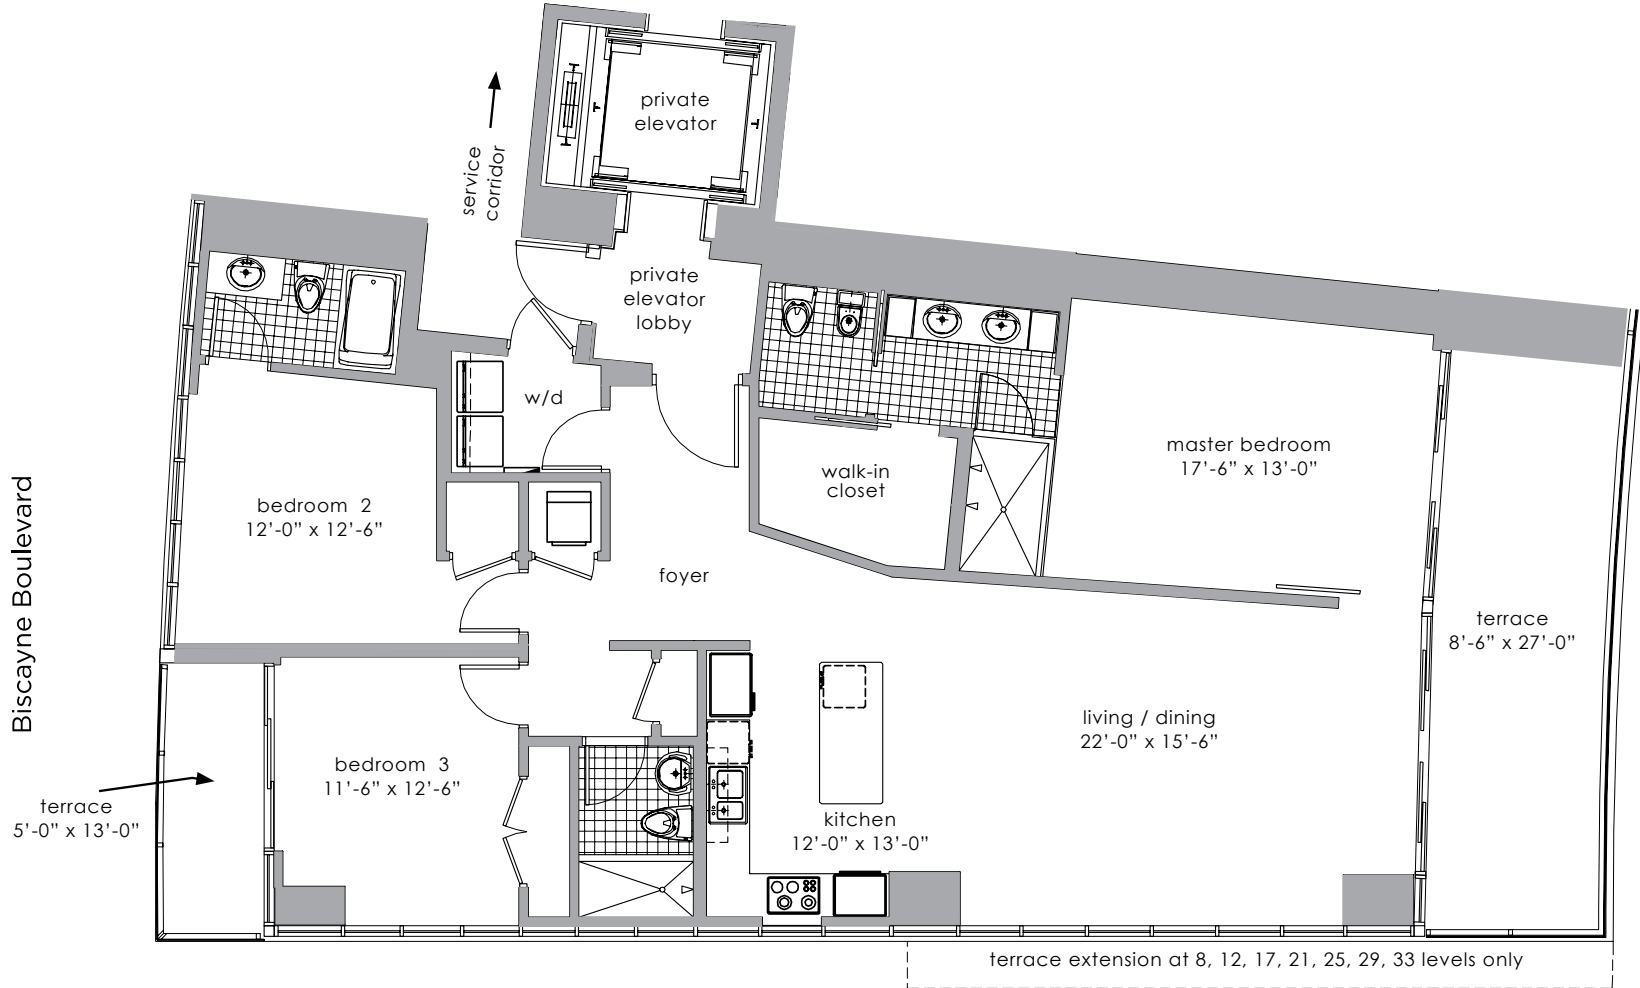 private
elevator
service
corridor
private
elevator
lobby
w/d
master bedroom
17’-6” x 13’-0”
walk-in
closet
bedroom 2
12’-0” x 12’-6”
Biscayne Boulevard
foyer
terrace
8’-6” x 27’-0”
living / dining
22’-0” x 15’-6”
bedroom 3
11’-6” x 12’-6”
terrace
5’-0” x 13’-0”
kitchen
12’-0” x 13’-0”
terrace extension at 8, 12, 17, 21, 25, 29, 33 levels only